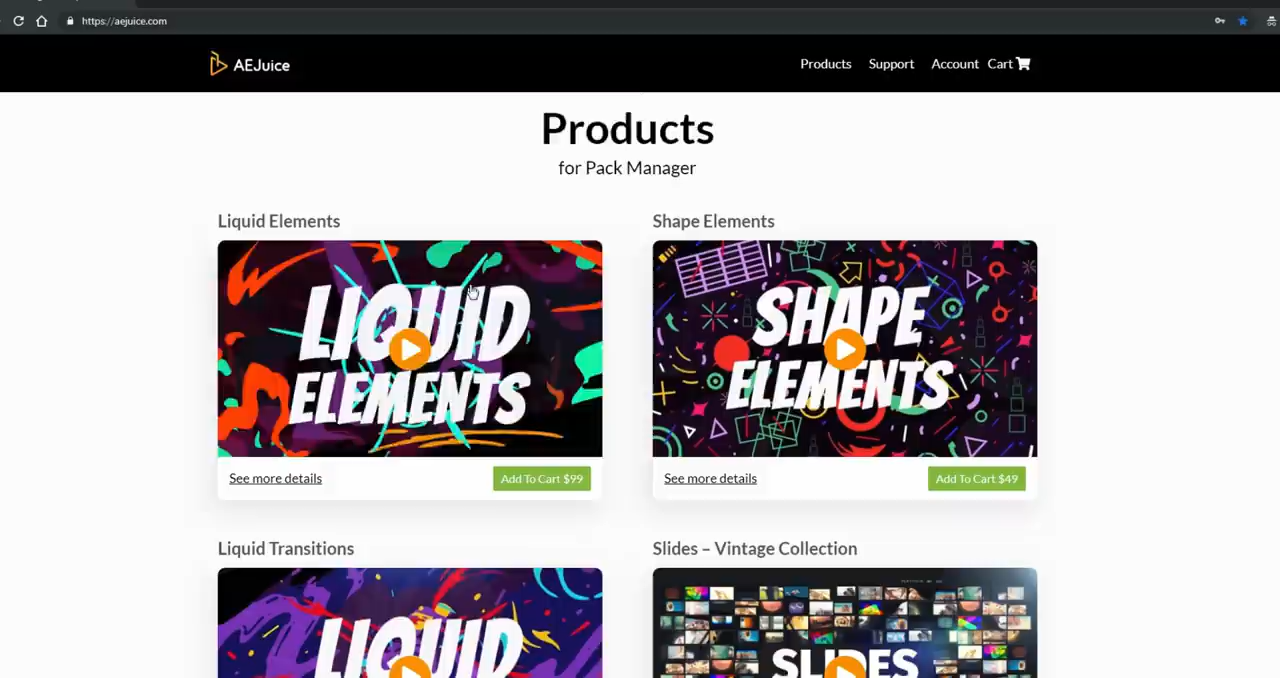 https://aejuice.com
AEJuice
Products Support Account Cart
Products
for Pack Manager
Liquid Elements
Shape Elements
LIQUID
ELEMENTS
SHAPE
ELEMENTS
See more details
Add To Cart $99
See more details
Add To Cart $49
Liquid Transitions
Slides – Vintage Collection
LIQUID
SLIDES